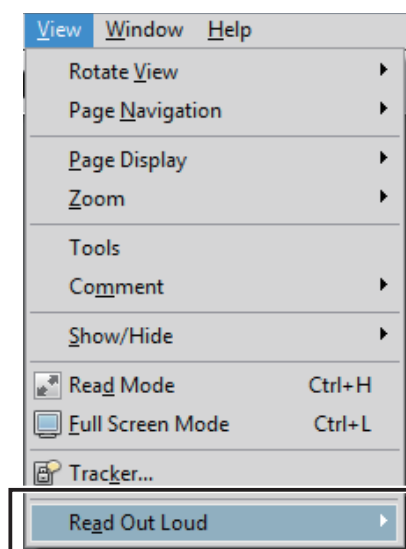 View Window Help
Rotate View
Page Navigation
Page Display
Zoom
Tools
Comment
Show/Hide
Read Mode Ctrl+H
Full Screen Mode Ctrl+L
Tracker...
Read Out Loud